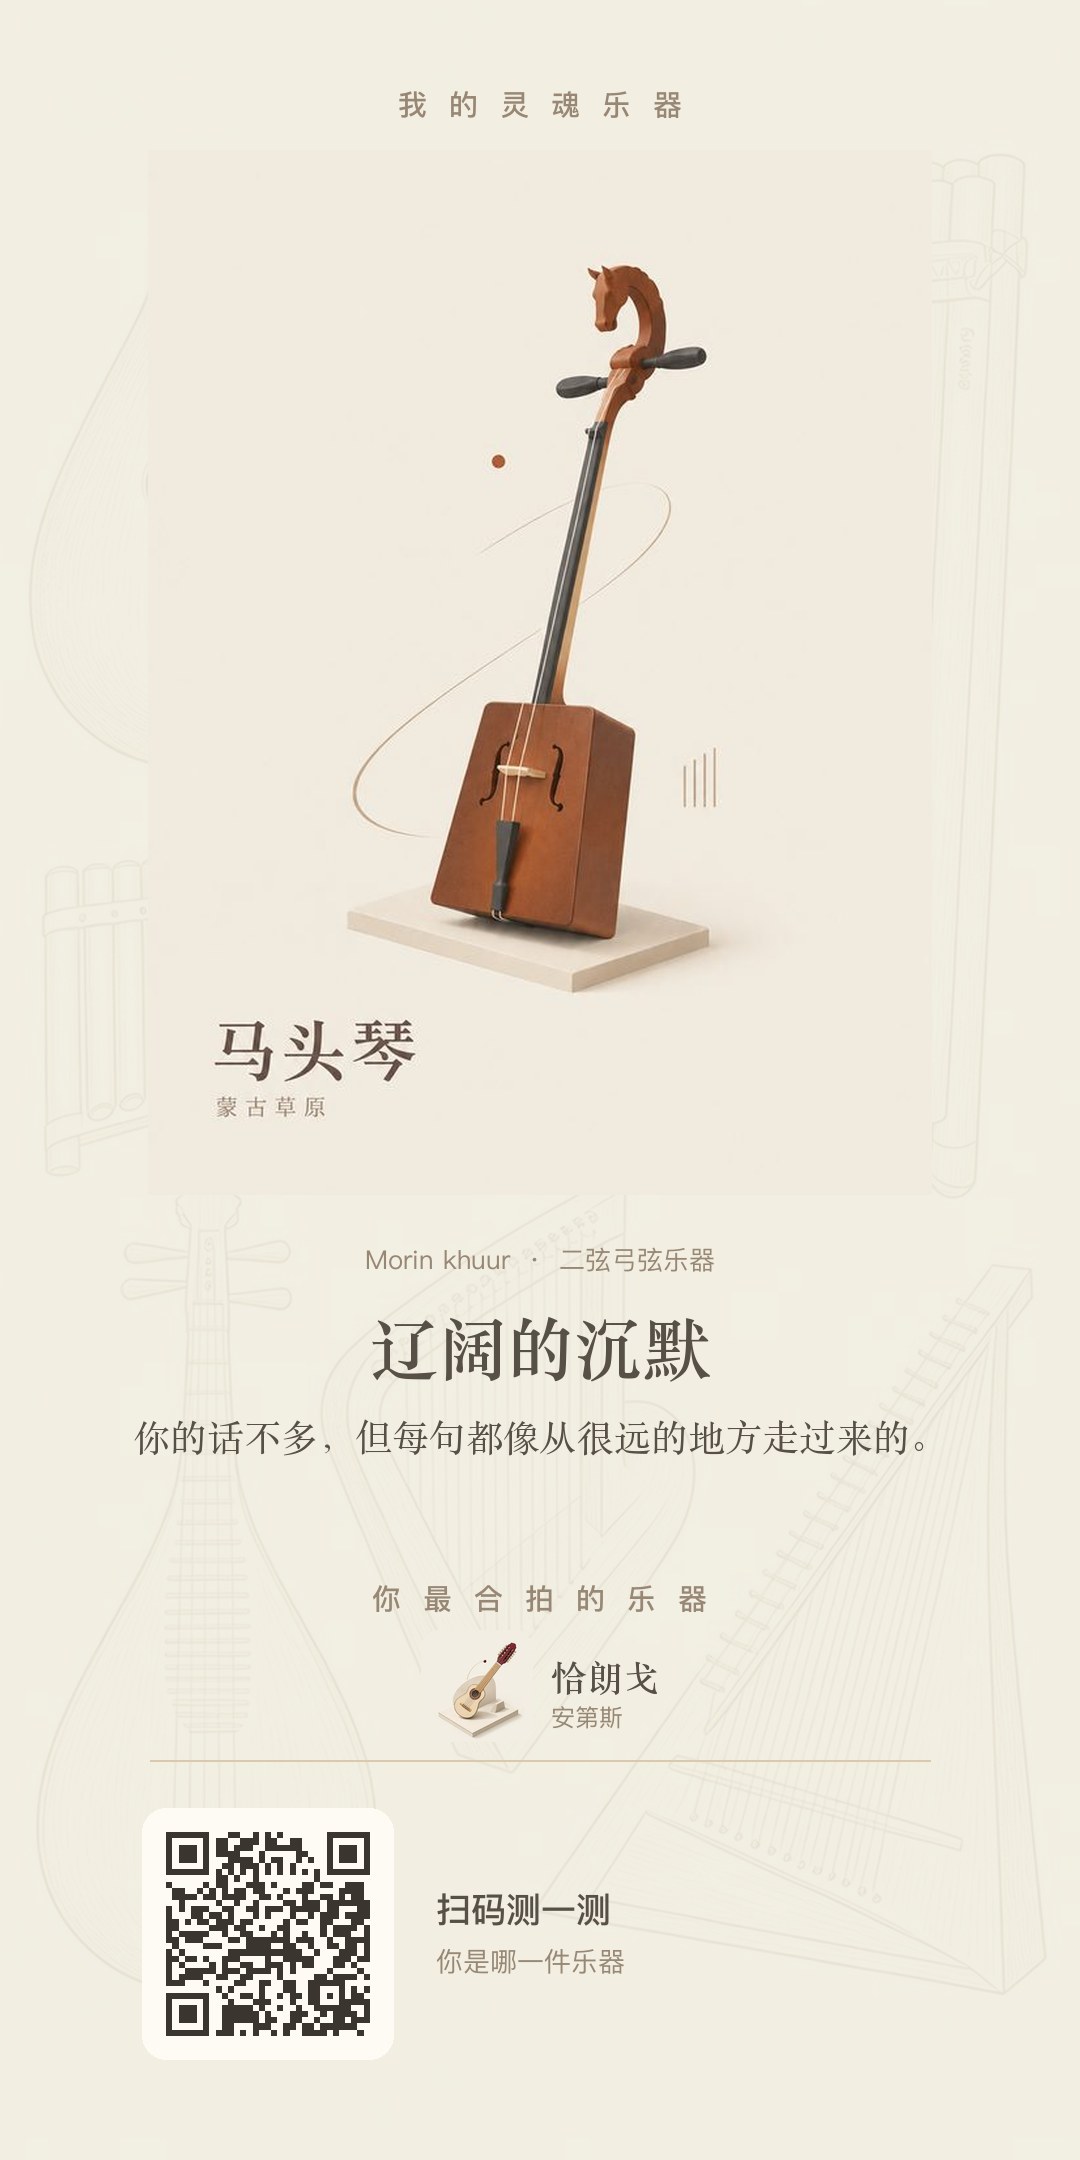 我的灵魂乐器
马头琴
蒙古草原
Morin khuur · 二弦弓弦乐器
辽阔的沉默
你的话不多，但每句都像从很远的地方走过来的。
你最合拍的乐器
恰朗戈
安第斯
扫码测一测
你是哪一件乐器